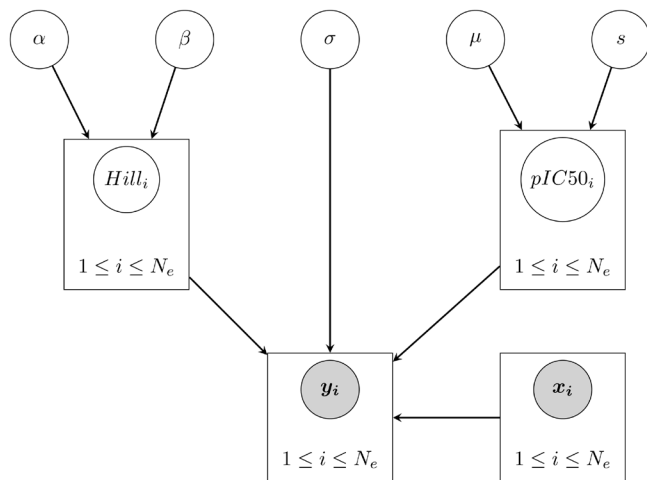 α β σ μ s
Hill_i pIC50_i
1 ≤ i ≤ N_e 1 ≤ i ≤ N_e
y_i x_i
1 ≤ i ≤ N_e 1 ≤ i ≤ N_e